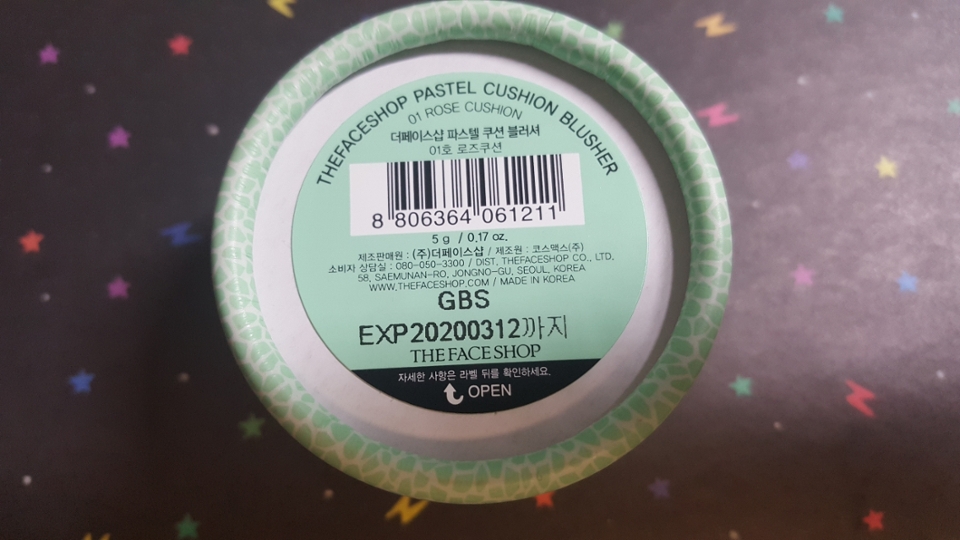 THEFACESHOP PASTEL CUSHION BLUSHER
01 ROSE CUSHION
더페이스샵 파스텔 쿠션 블러셔
01호 로즈쿠션
8 806364 061211
5 g / 0.17 oz.
제조판매원 : (주)더페이스샵 / 제조원 : 코스맥스(주)
소비자 상담실 : 080-050-3300 / DIST. THEFACESHOP CO., LTD.
58, SAEMUNAN-RO, JONGNO-GU, SEOUL, KOREA
WWW.THEFACESHOP.COM / MADE IN KOREA
GBS
EXP20200312까지
THE FACE SHOP
자세한 사항은 라벨 뒤를 확인하세요.
OPEN